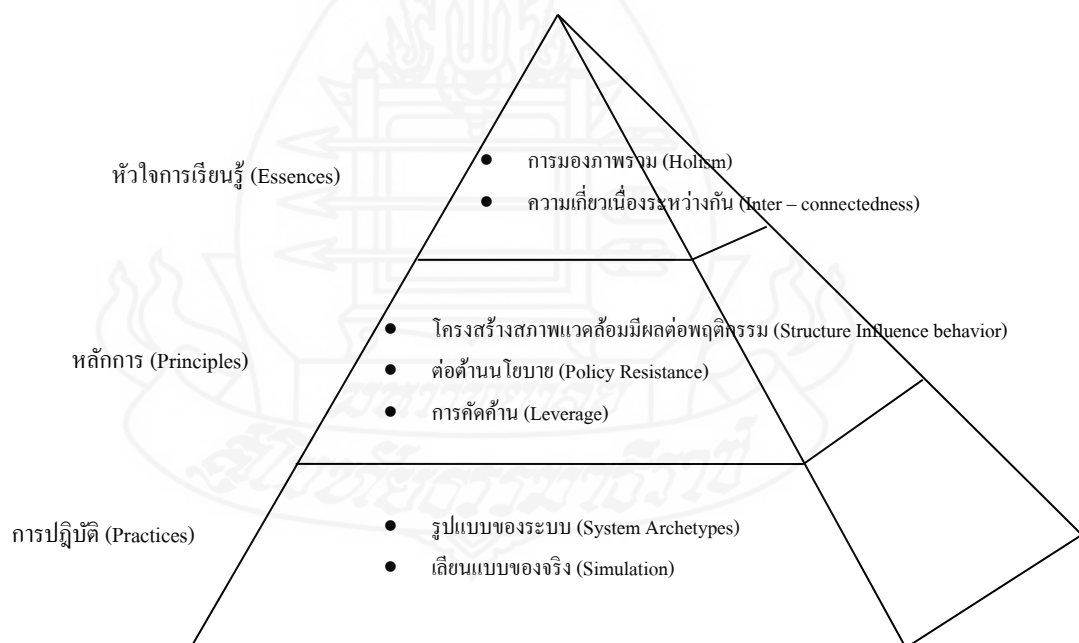 หัวใจการเรียนรู้ (Essences)
● การมองภาพรวม (Holism)
● ความเกี่ยวเนื่องระหว่างกัน (Inter – connectedness)
หลักการ (Principles)
● โครงสร้างสภาพแวดล้อมมีผลต่อพฤติกรรม (Structure Influence behavior)
● ต่อต้านนโยบาย (Policy Resistance)
● การคัดค้าน (Leverage)
การปฎิบัติ (Practices)
● รูปแบบของระบบ (System Archetypes)
● เลียนแบบของจริง (Simulation)